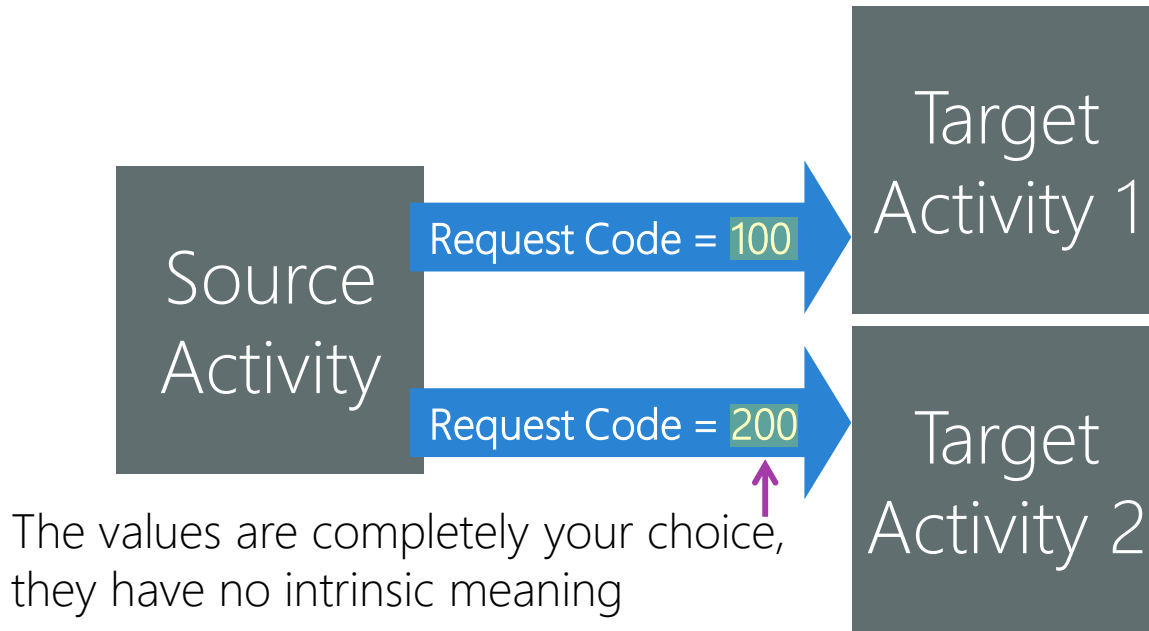 Source
Activity
Request Code = 100
Target
Activity 1
Request Code = 200
Target
Activity 2
The values are completely your choice,
they have no intrinsic meaning